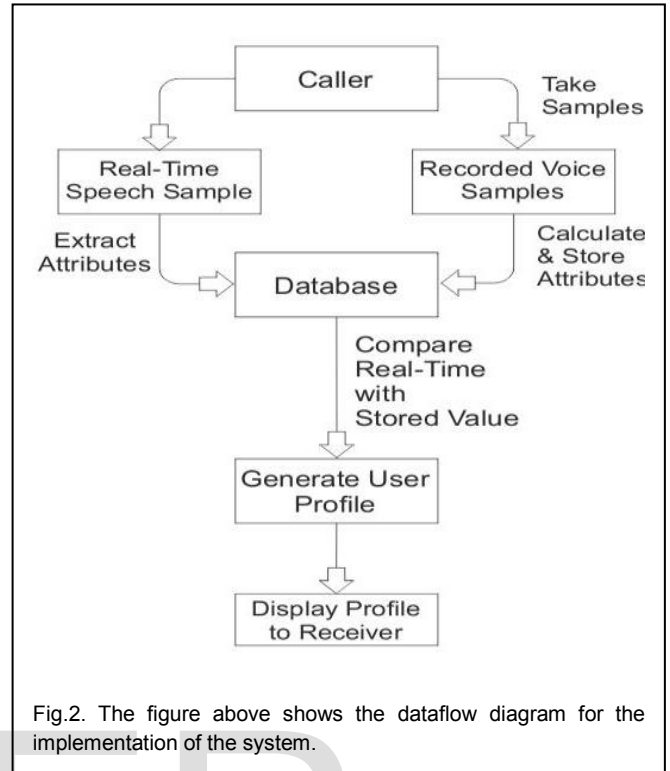 Caller
Take
Samples
Real-Time
Speech Sample
Recorded Voice
Samples
Extract
Attributes
Calculate
& Store
Attributes
Database
Compare
Real-Time
with
Stored Value
Generate User
Profile
Display Profile
to Receiver
Fig.2. The figure above shows the dataflow diagram for the
implementation of the system.